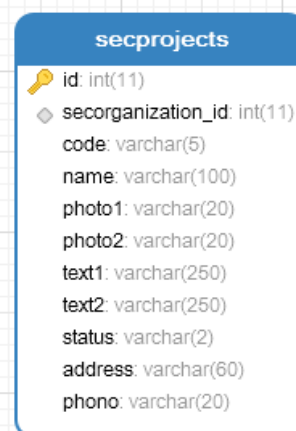 secprojects
id: int(11)
secorganization_id: int(11)
code: varchar(5)
name: varchar(100)
photo1: varchar(20)
photo2: varchar(20)
text1: varchar(250)
text2: varchar(250)
status: varchar(2)
address: varchar(60)
phono: varchar(20)